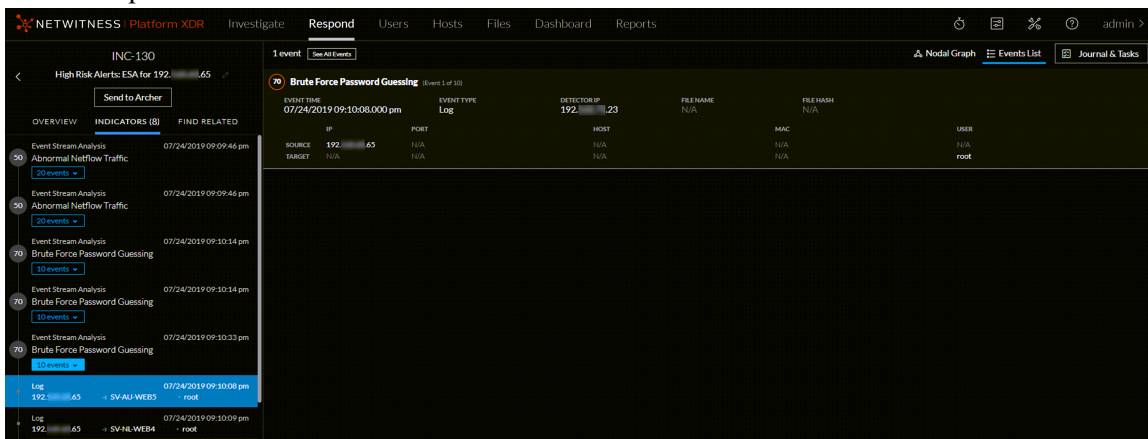 NETWITNESS Platform XDR Investigate Respond Users Hosts Files Dashboard Reports admin >
INC-130
High Risk Alerts: ESA for 192. .65
Send to Archer
OVERVIEW INDICATORS (8) FIND RELATED
Event Stream Analysis 07/24/2019 09:09:46 pm
50 Abnormal Netflow Traffic
20 events
Event Stream Analysis 07/24/2019 09:09:46 pm
50 Abnormal Netflow Traffic
20 events
Event Stream Analysis 07/24/2019 09:10:14 pm
70 Brute Force Password Guessing
10 events
Event Stream Analysis 07/24/2019 09:10:14 pm
70 Brute Force Password Guessing
10 events
Event Stream Analysis 07/24/2019 09:10:33 pm
70 Brute Force Password Guessing
10 events
Log 07/24/2019 09:10:08 pm
192. .65 → SV-AU-WEB5 • root
Log 07/24/2019 09:10:09 pm
192. .65 → SV-NL-WEB4 • root
1 event See All Events Nodal Graph Events List Journal & Tasks
70 Brute Force Password Guessing (Event 1 of 10)
EVENT TIME EVENT TYPE DETECTOR IP FILE NAME FILE HASH
07/24/2019 09:10:08.000 pm Log 192. .23 N/A N/A
IP PORT HOST MAC USER
SOURCE 192. .65 N/A N/A N/A N/A
TARGET N/A N/A N/A N/A root